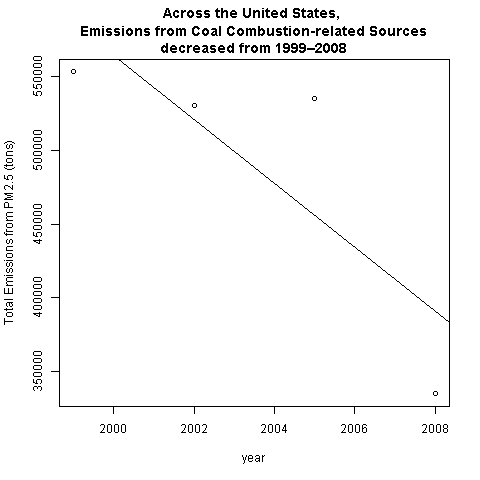 Across the United States,
Emissions from Coal Combustion-related Sources
decreased from 1999–2008
Total Emissions from PM2.5 (tons)
550000
500000
450000
400000
350000
2000 2002 2004 2006 2008
year